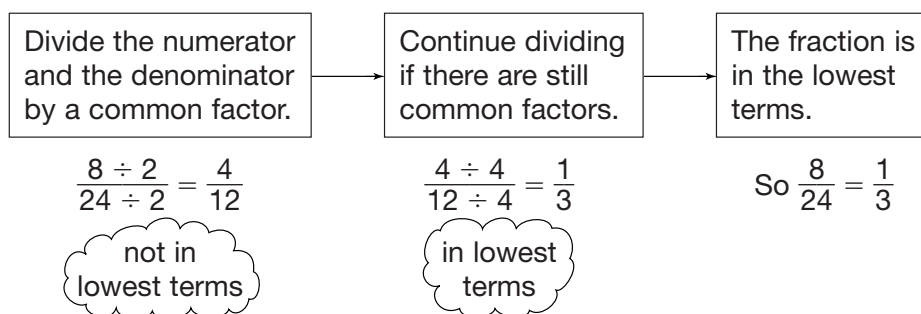 Divide the numerator
and the denominator
by a common factor.
Continue dividing
if there are still
common factors.
The fraction is
in the lowest
terms.
8 ÷ 2 / 24 ÷ 2 = 4 / 12
4 ÷ 4 / 12 ÷ 4 = 1 / 3
So 8 / 24 = 1 / 3
not in
lowest terms
in lowest
terms